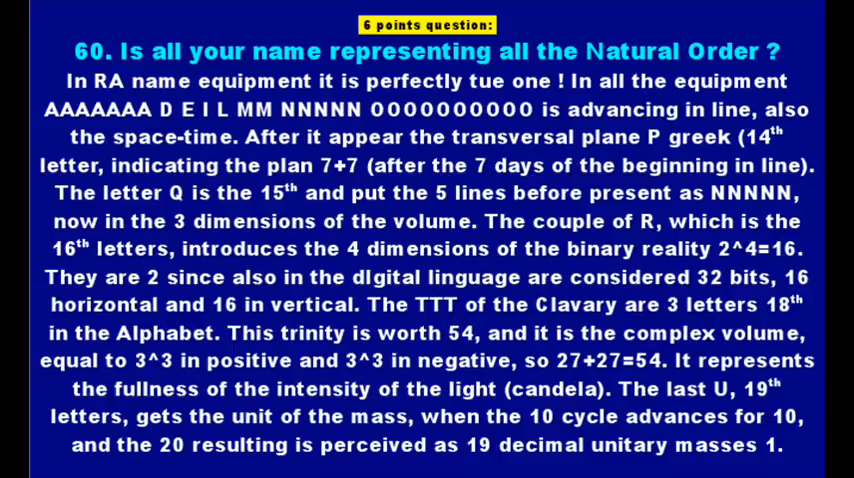 6 points question:
60. Is all your name representing all the Natural Order ?
In RA name equipment it is perfectly tue one ! In all the equipment
AAAAAAA D E I L MM NNNNN OOOOOOOOOOO is advancing in line, also
the space-time. After it appear the transversal plane P greek (14th
letter, indicating the plan 7+7 (after the 7 days of the beginning in line).
The letter Q is the 15th and put the 5 lines before present as NNNNN,
now in the 3 dimensions of the volume. The couple of R, which is the
16th letters, introduces the 4 dimensions of the binary reality 2^4=16.
They are 2 since also in the dIgital linguage are considered 32 bits, 16
horizontal and 16 in vertical. The TTT of the Clavary are 3 letters 18th
in the Alphabet. This trinity is worth 54, and it is the complex volume,
equal to 3^3 in positive and 3^3 in negative, so 27+27=54. It represents
the fullness of the intensity of the light (candela). The last U, 19th
letters, gets the unit of the mass, when the 10 cycle advances for 10,
and the 20 resulting is perceived as 19 decimal unitary masses 1.